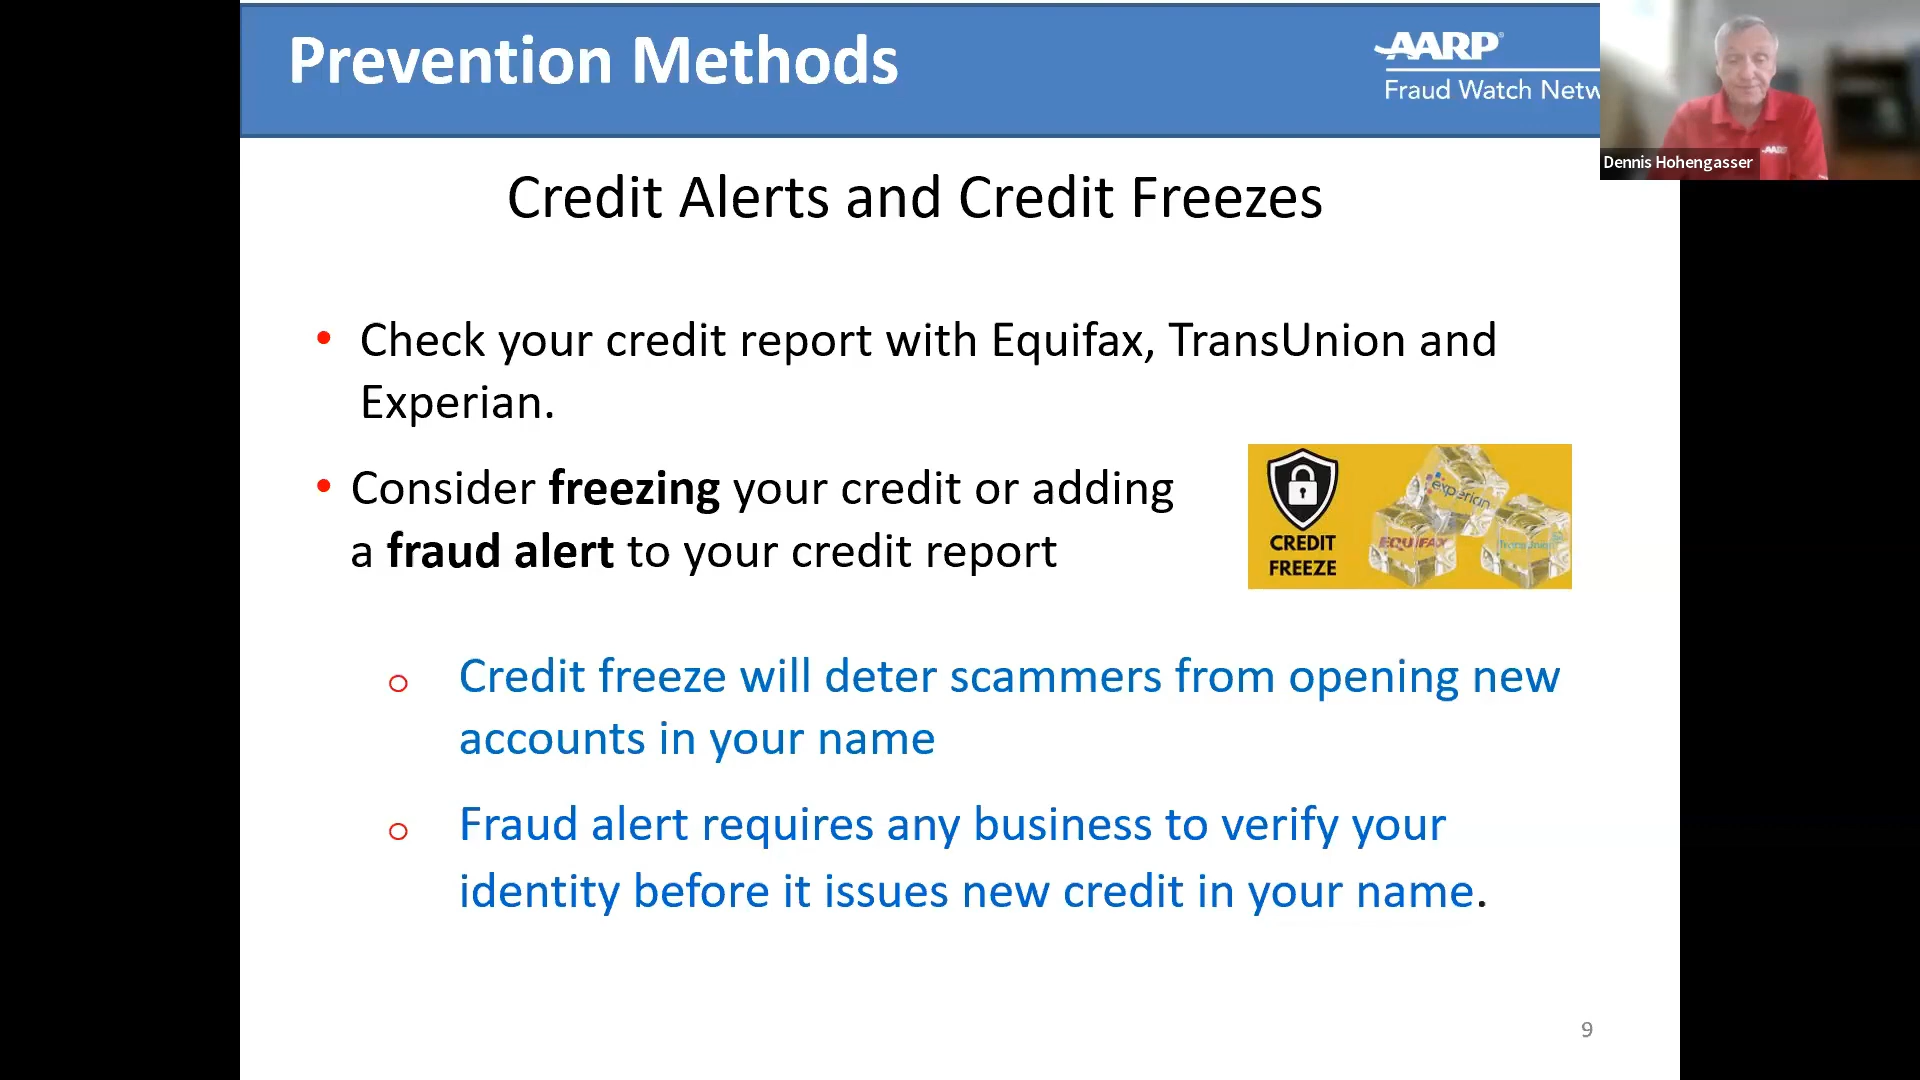 Prevention Methods
AARP®
Fraud Watch Netw
Dennis Hohengasser
AARP
Credit Alerts and Credit Freezes
• Check your credit report with Equifax, TransUnion and
Experian.
• Consider freezing your credit or adding
a fraud alert to your credit report
CREDIT
FREEZE
experian
EQUIFAX
TransUnion
o Credit freeze will deter scammers from opening new
accounts in your name
o Fraud alert requires any business to verify your
identity before it issues new credit in your name.
9